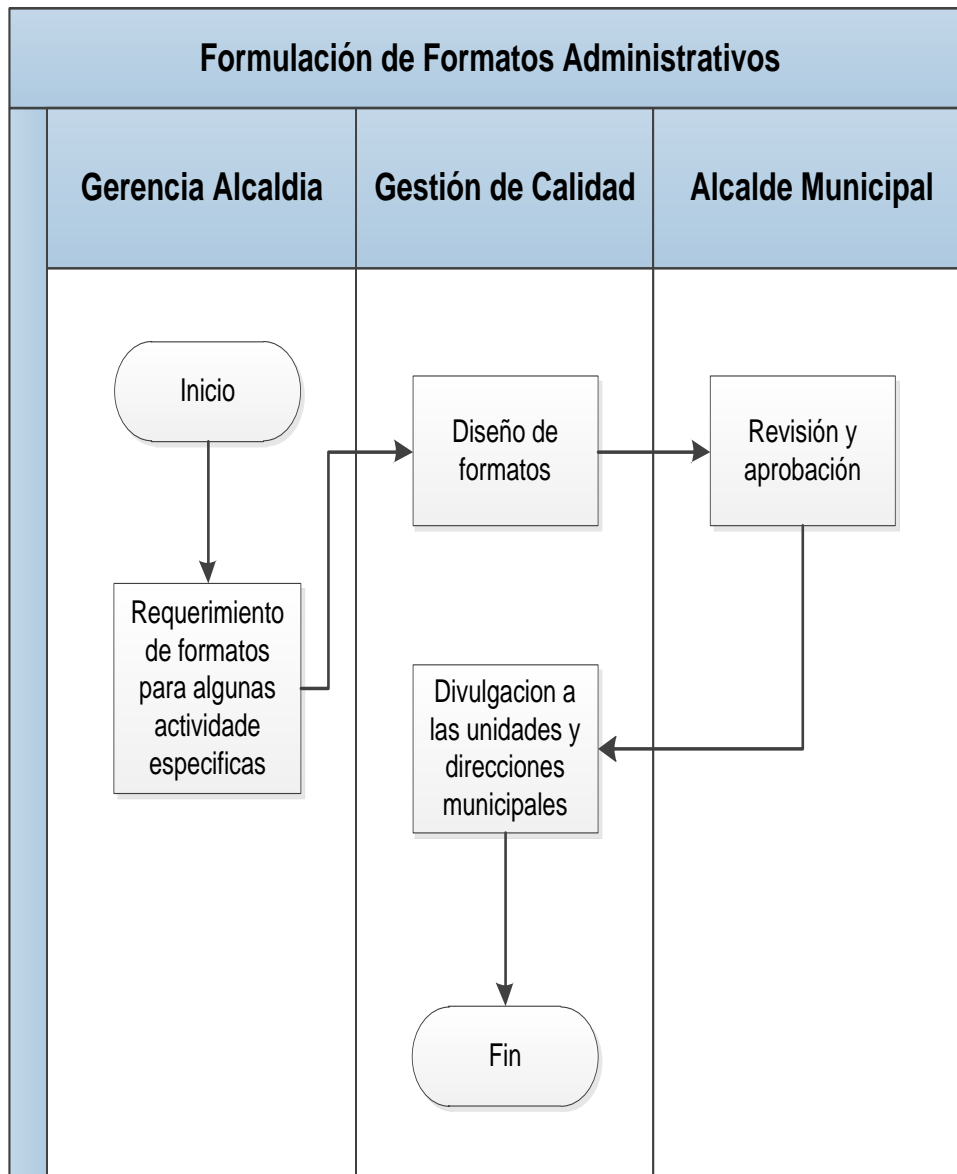 Formulación de Formatos Administrativos
Gerencia Alcaldia
Gestión de Calidad
Alcalde Municipal
Inicio
Requerimiento
de formatos
para algunas
actividade
especificas
Diseño de
formatos
Revisión y
aprobación
Divulgacion a
las unidades y
direcciones
municipales
Fin